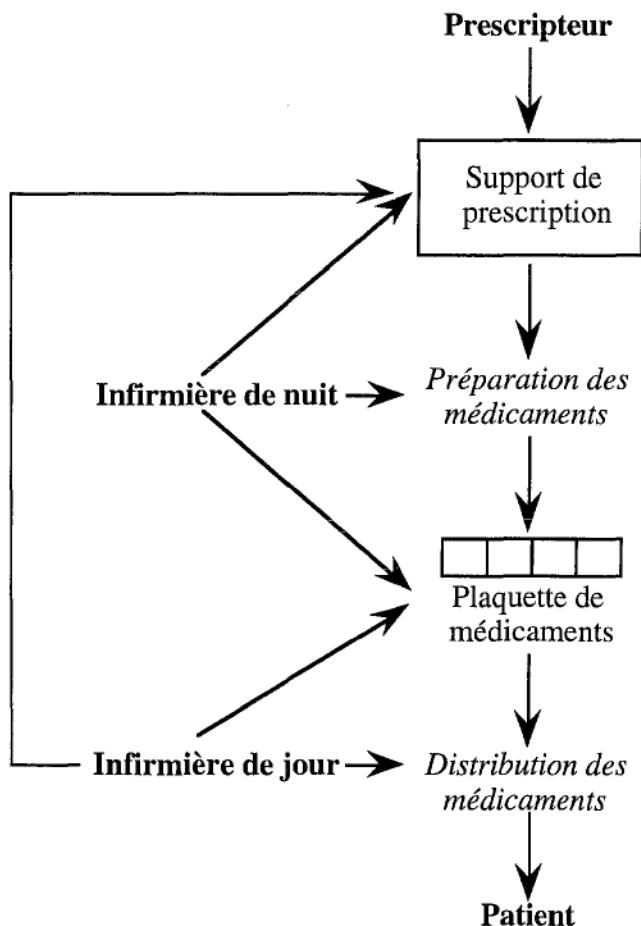 Prescripteur
Support de
prescription
Infirmière de nuit
Préparation des
médicaments
Plaquette de
médicaments
Infirmière de jour
Distribution des
médicaments
Patient